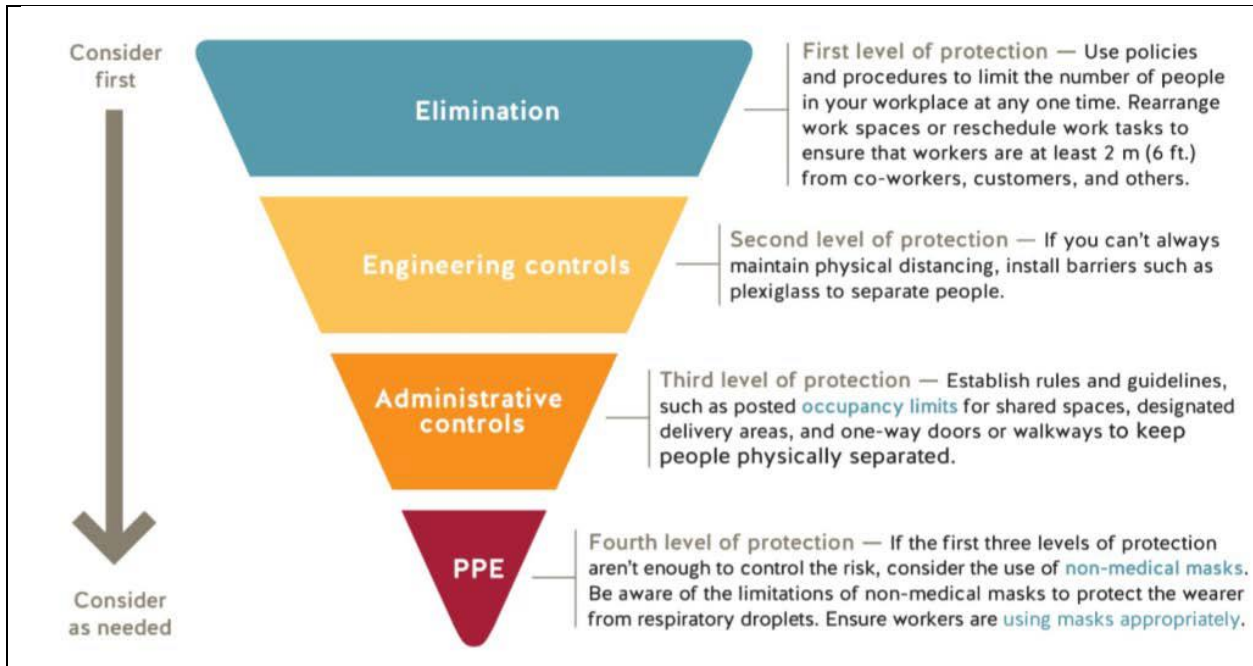 Consider
first
Elimination
First level of protection — Use policies
and procedures to limit the number of people
in your workplace at any one time. Rearrange
work spaces or reschedule work tasks to
ensure that workers are at least 2 m (6 ft.)
from co-workers, customers, and others.
Engineering controls
Second level of protection — If you can't always
maintain physical distancing, install barriers such as
plexiglass to separate people.
Administrative
controls
Third level of protection — Establish rules and guidelines,
such as posted occupancy limits for shared spaces, designated
delivery areas, and one-way doors or walkways to keep
people physically separated.
PPE
Fourth level of protection — If the first three levels of protection
aren't enough to control the risk, consider the use of non-medical masks.
Be aware of the limitations of non-medical masks to protect the wearer
from respiratory droplets. Ensure workers are using masks appropriately.
Consider
as needed